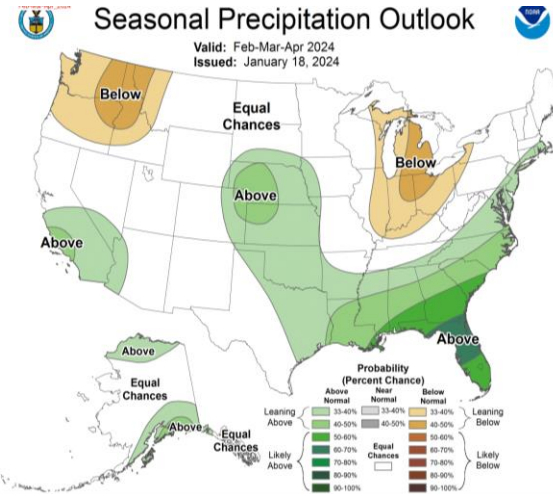 Seasonal Precipitation Outlook
Valid: Feb-Mar-Apr 2024
Issued: January 18, 2024
Below
Equal
Chances
Below
Above
Above
Above
Above
Equal
Chances
Above
Equal
Chances
Probability
(Percent Chance)
Above
Normal
Near
Normal
Below
Normal
Leaning
Above
33-40%
40-50%
33-40%
40-50%
33-40%
40-50%
Leaning
Below
Likely
Above
50-60%
60-70%
70-80%
80-90%
90-100%
Equal
Chances
50-60%
60-70%
70-80%
80-90%
90-100%
Likely
Below